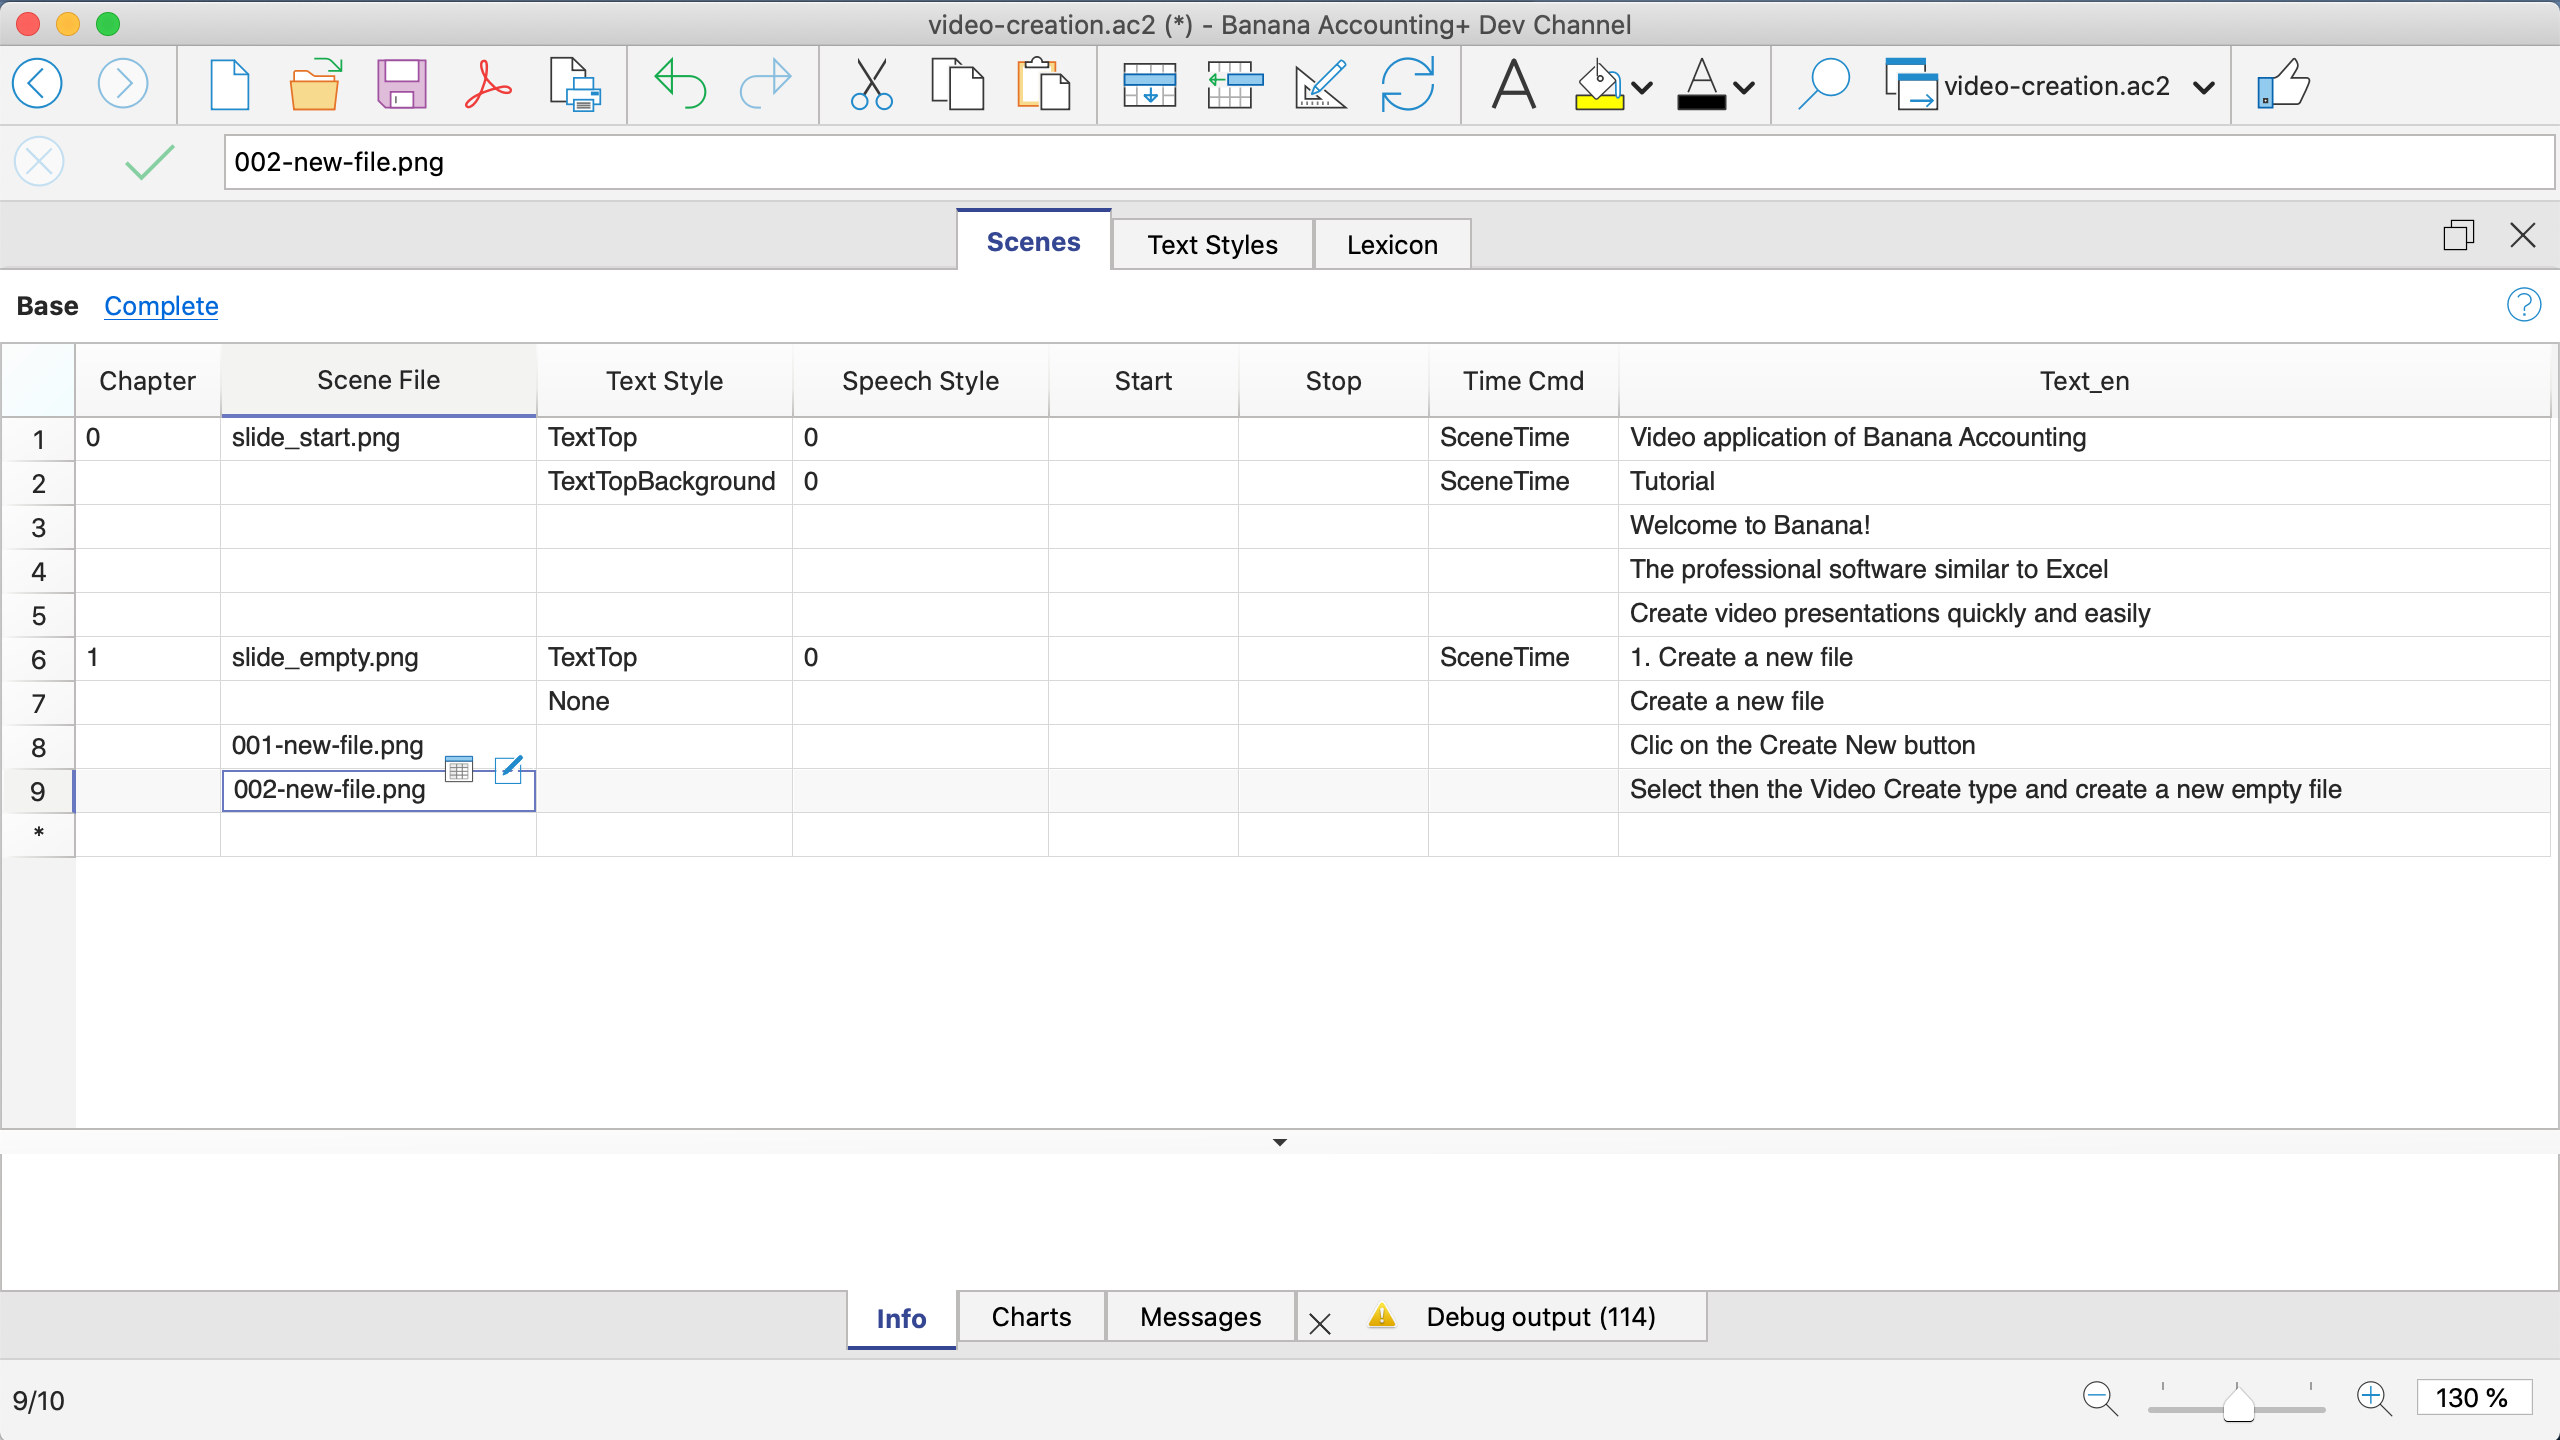 video-creation.ac2 (*) - Banana Accounting+ Dev Channel
video-creation.ac2
002-new-file.png
Scenes Text Styles Lexicon
Base Complete
Chapter Scene File Text Style Speech Style Start Stop Time Cmd Text_en
1 0 slide_start.png TextTop 0 SceneTime Video application of Banana Accounting
2 TextTopBackground 0 SceneTime Tutorial
3 Welcome to Banana!
4 The professional software similar to Excel
5 Create video presentations quickly and easily
6 1 slide_empty.png TextTop 0 SceneTime 1. Create a new file
7 None Create a new file
8 001-new-file.png Clic on the Create New button
9 002-new-file.png Select then the Video Create type and create a new empty file
*
Info Charts Messages Debug output (114)
9/10 130 %